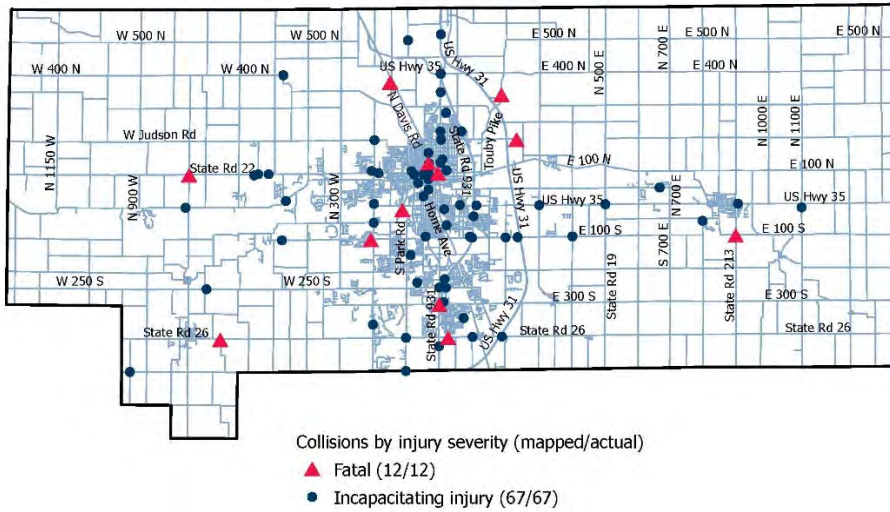 W 500 N
W 500 N
E 500 N
N 700 E
E 500 N
E 500 N
US Hwy 31
W 400 N
W 400 N
US Hwy 35
E 400 N
N 500 E
E 400 N
W Judson Rd
N Davis Rd
State Rd 931
Touby Pike
N 1000 E
N 1100 E
N 1150 W
State Rd 22
E 100 N
E 100 N
N 900 W
N 300 W
US Hwy 31
US Hwy 35
N 700 E
US Hwy 35
S Park Rd
Home Ave
E 100 S
E 100 S
W 250 S
W 250 S
State Rd 19
S 700 E
State Rd 213
State Rd 931
US Hwy 31
E 300 S
E 300 S
State Rd 26
State Rd 26
State Rd 26
Collisions by injury severity (mapped/actual)
Fatal (12/12)
Incapacitating injury (67/67)